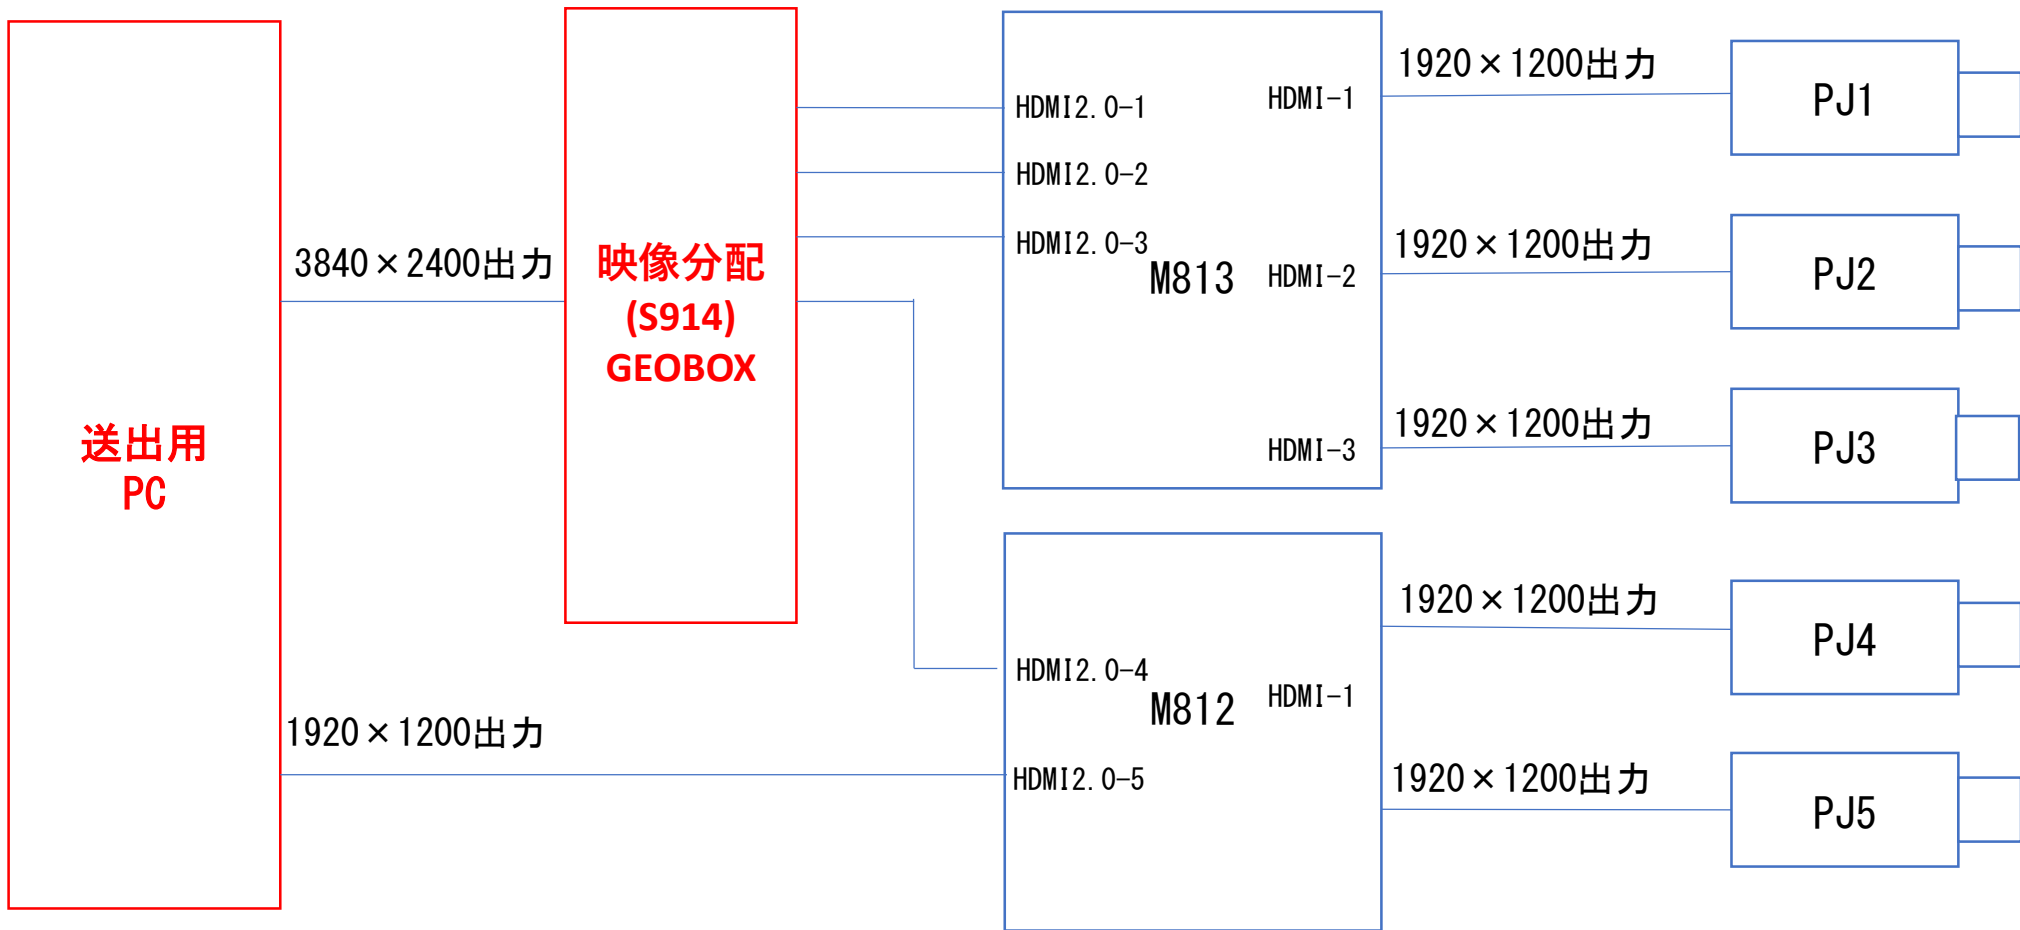 送出用
PC
3840×2400出力
1920×1200出力
映像分配
(S914)
GEOBOX
HDMI2.0-1
HDMI2.0-2
HDMI2.0-3
M813
HDMI-1
HDMI-2
HDMI-3
1920×1200出力
PJ1
1920×1200出力
PJ2
1920×1200出力
PJ3
HDMI2.0-4
HDMI2.0-5
M812
HDMI-1
1920×1200出力
PJ4
1920×1200出力
PJ5